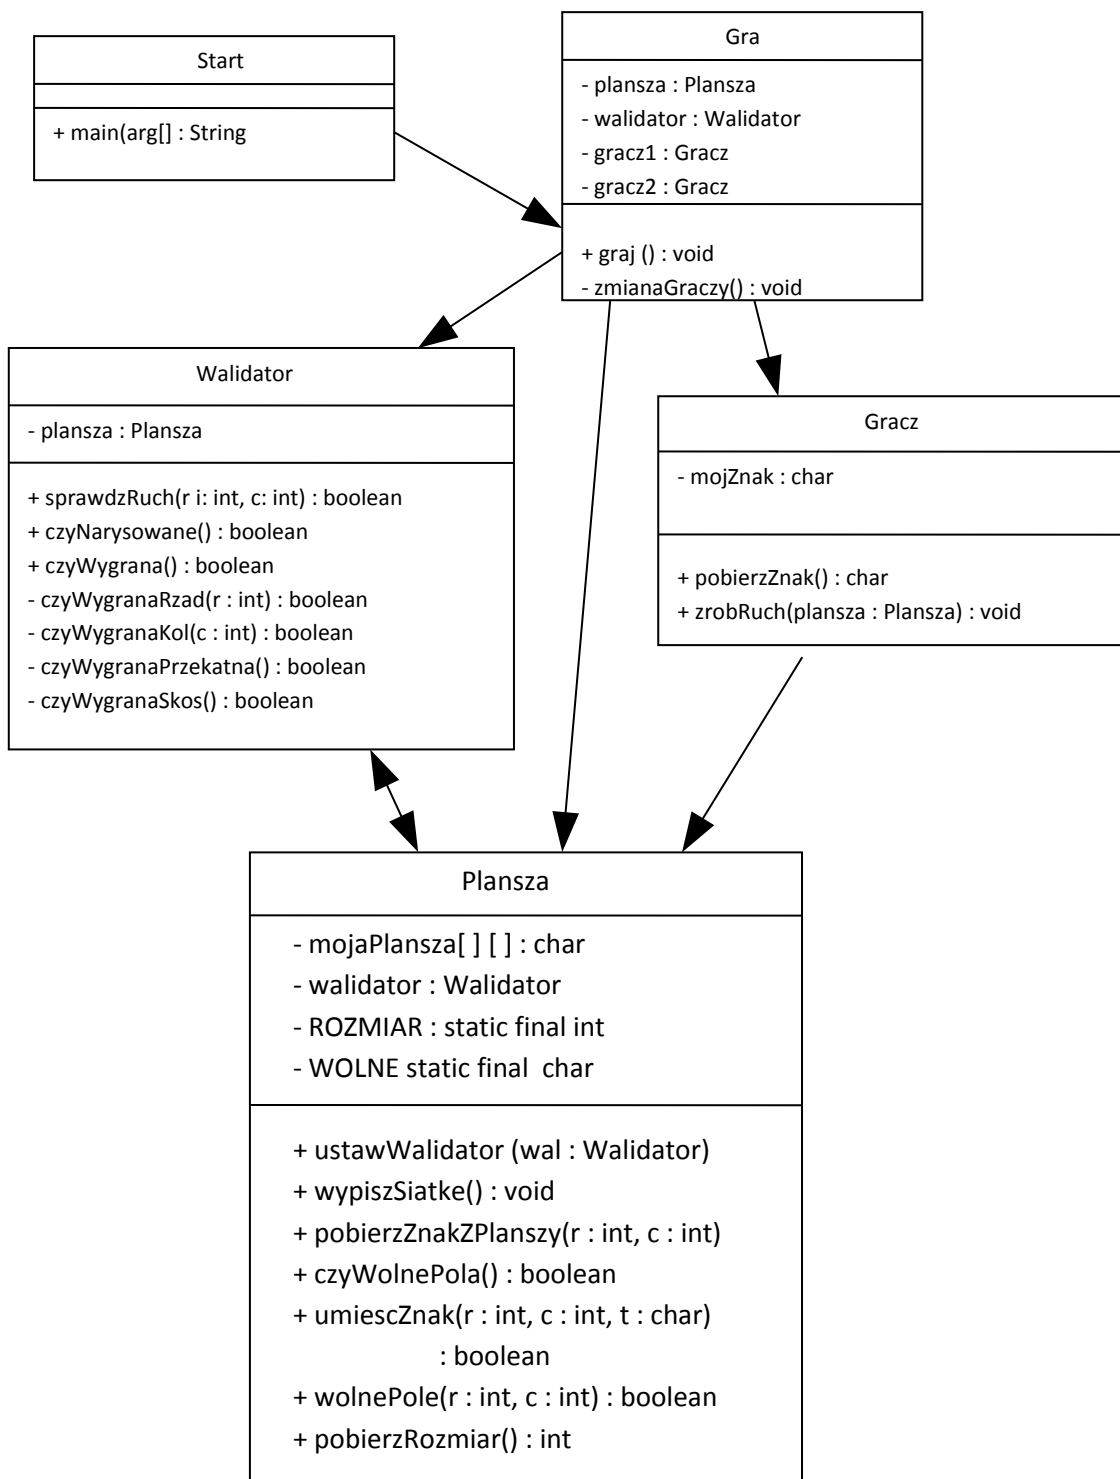 Start
+ main(arg[] : String
Gra
- plansza : Plansza
- walidator : Walidator
- gracz1 : Gracz
- gracz2 : Gracz
+ graj () : void
- zmianaGraczy() : void
Walidator
- plansza : Plansza
+ sprawdzRuch(r i: int, c: int) : boolean
+ czyNarysowane() : boolean
+ czyWygrana() : boolean
- czyWygranaRzad(r : int) : boolean
- czyWygranaKol(c : int) : boolean
- czyWygranaPrzekatna() : boolean
- czyWygranaSkos() : boolean
Gracz
- mojZnak : char
+ pobierzZnak() : char
+ zrobRuch(plansza : Plansza) : void
Plansza
- mojaPlansza[ ] [ ] : char
- walidator : Walidator
- ROZMIAR : static final int
- WOLNE static final  char
+ ustawWalidator (wal : Walidator)
+ wypiszSiatke() : void
+ pobierzZnakZPlanszy(r : int, c : int)
+ czyWolnePola() : boolean
+ umiescZnak(r : int, c : int, t : char)
: boolean
+ wolnePole(r : int, c : int) : boolean
+ pobierzRozmiar() : int